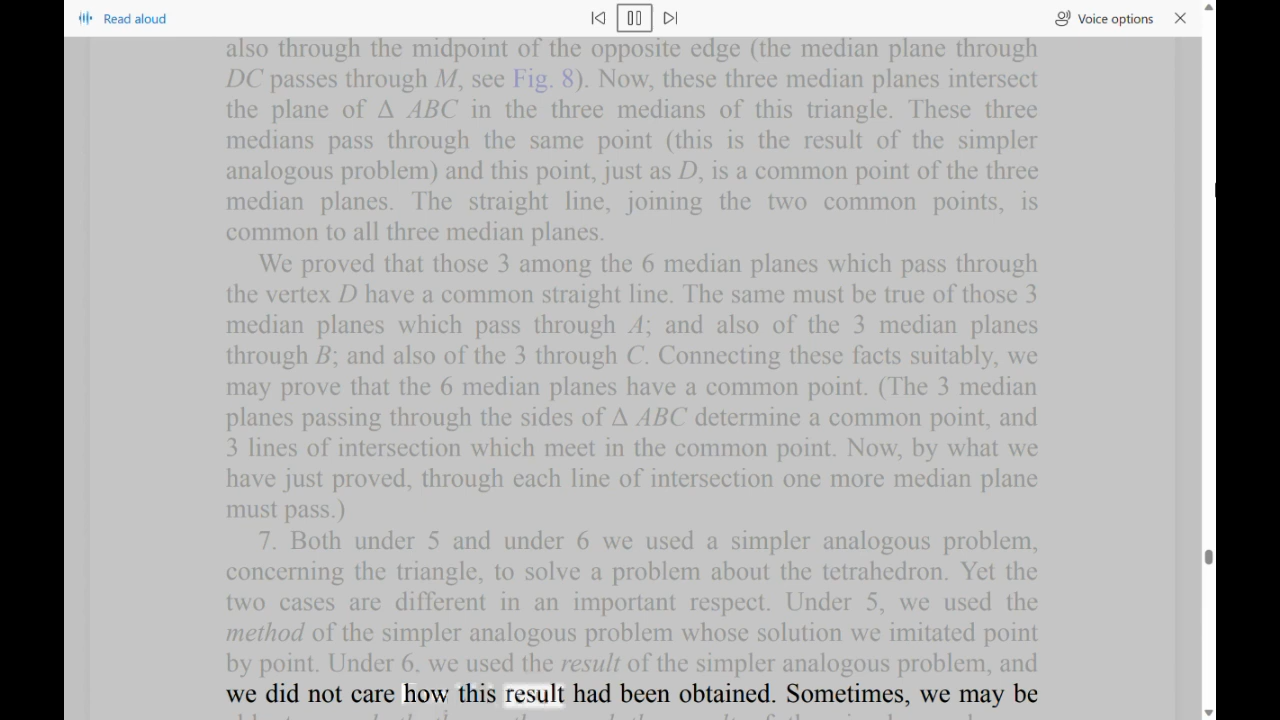 Read aloud
Voice options
also through the midpoint of the opposite edge (the median plane through
DC passes through M, see Fig. 8). Now, these three median planes intersect
the plane of Δ ABC in the three medians of this triangle. These three
medians pass through the same point (this is the result of the simpler
analogous problem) and this point, just as D, is a common point of the three
median planes. The straight line, joining the two common points, is
common to all three median planes.
We proved that those 3 among the 6 median planes which pass through
the vertex D have a common straight line. The same must be true of those 3
median planes which pass through A; and also of the 3 median planes
through B; and also of the 3 through C. Connecting these facts suitably, we
may prove that the 6 median planes have a common point. (The 3 median
planes passing through the sides of Δ ABC determine a common point, and
3 lines of intersection which meet in the common point. Now, by what we
have just proved, through each line of intersection one more median plane
must pass.)
7. Both under 5 and under 6 we used a simpler analogous problem,
concerning the triangle, to solve a problem about the tetrahedron. Yet the
two cases are different in an important respect. Under 5, we used the
method of the simpler analogous problem whose solution we imitated point
by point. Under 6. we used the result of the simpler analogous problem, and
we did not care how this result had been obtained. Sometimes, we may be